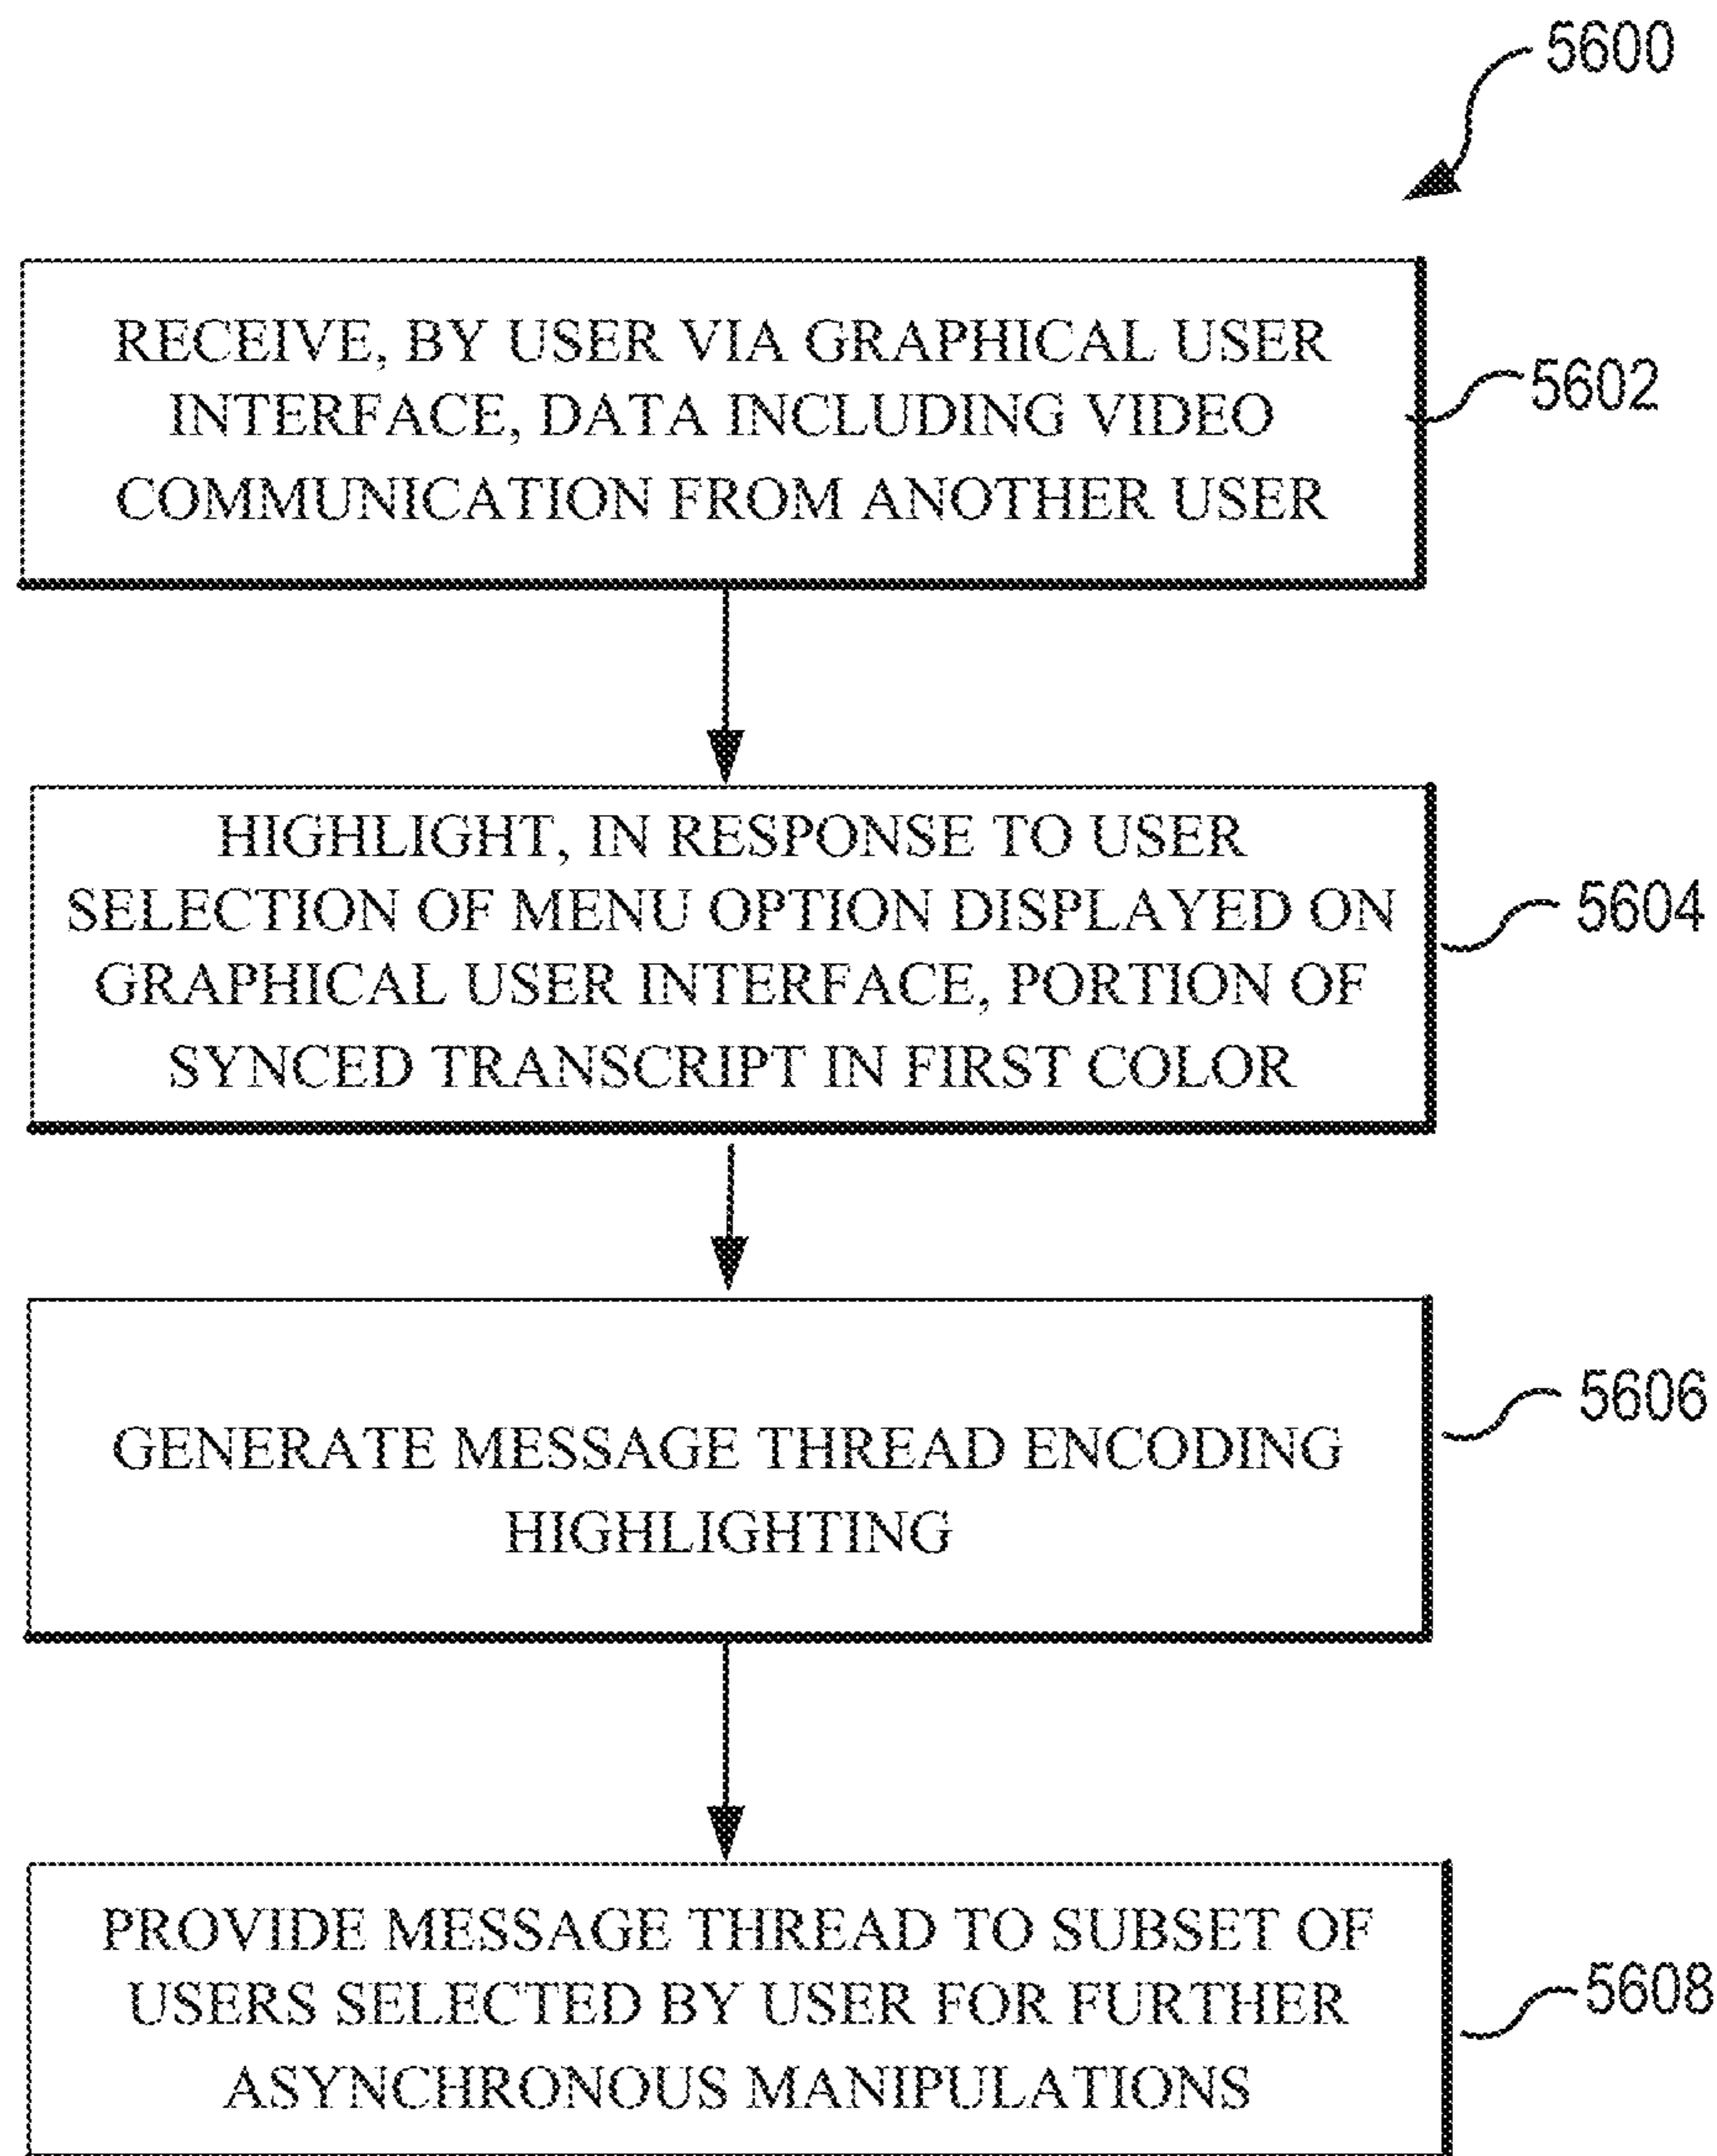 5600
RECEIVE, BY USER VIA GRAPHICAL USER
INTERFACE, DATA INCLUDING VIDEO
COMMUNICATION FROM ANOTHER USER
5602
HIGHLIGHT, IN RESPONSE TO USER
SELECTION OF MENU OPTION DISPLAYED ON
GRAPHICAL USER INTERFACE, PORTION OF
SYNCED TRANSCRIPT IN FIRST COLOR
5604
GENERATE MESSAGE THREAD ENCODING
HIGHLIGHTING
5606
PROVIDE MESSAGE THREAD TO SUBSET OF
USERS SELECTED BY USER FOR FURTHER
ASYNCHRONOUS MANIPULATIONS
5608